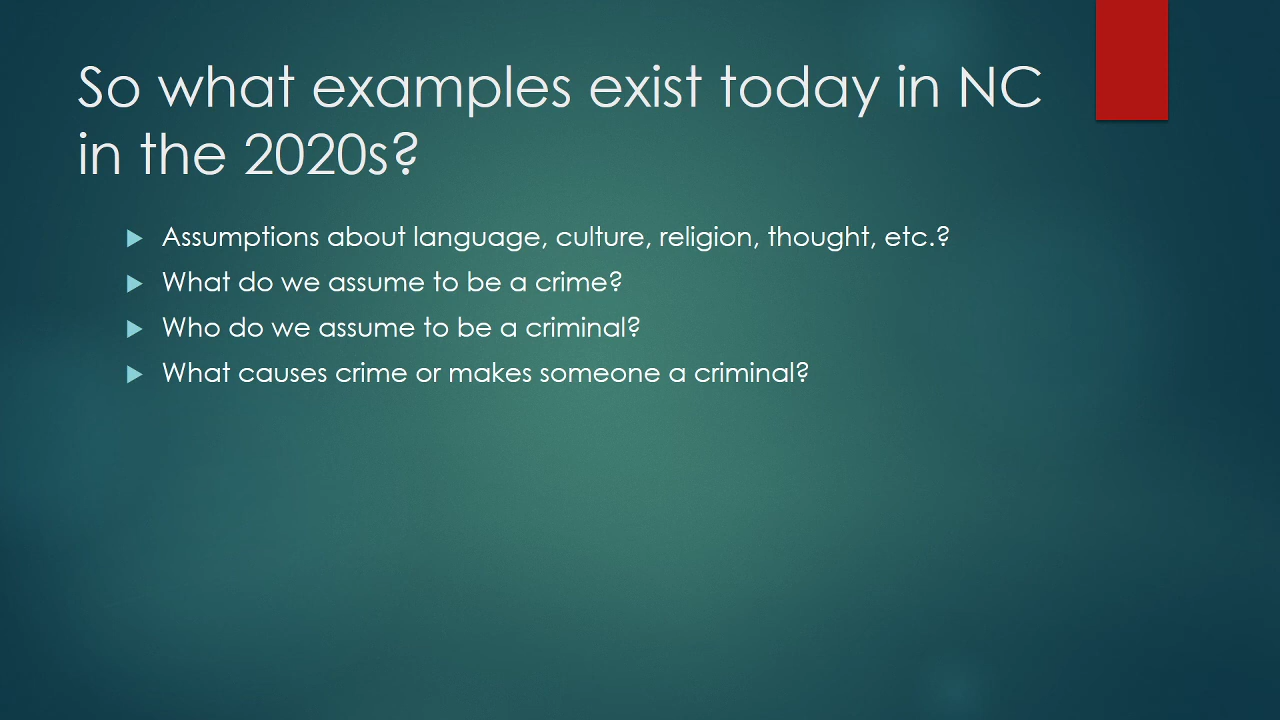 So what examples exist today in NC
in the 2020s?
Assumptions about language, culture, religion, thought, etc.?
What do we assume to be a crime?
Who do we assume to be a criminal?
What causes crime or makes someone a criminal?